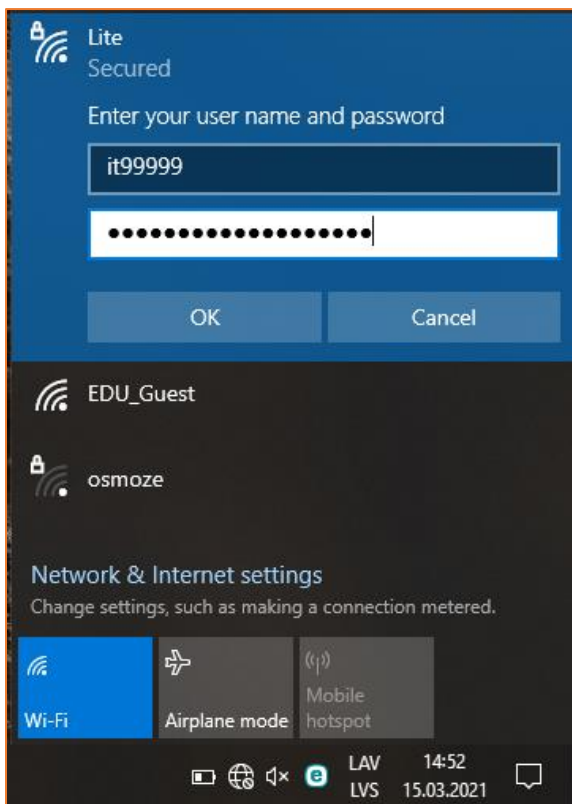 Lite
Secured
Enter your user name and password
it99999
●●●●●●●●●●●●●●●●●●●
OK
Cancel
EDU_Guest
osmoze
Network & Internet settings
Change settings, such as making a connection metered.
Wi-Fi
Airplane mode
Mobile
hotspot
LAV
14:52
LVS
15.03.2021